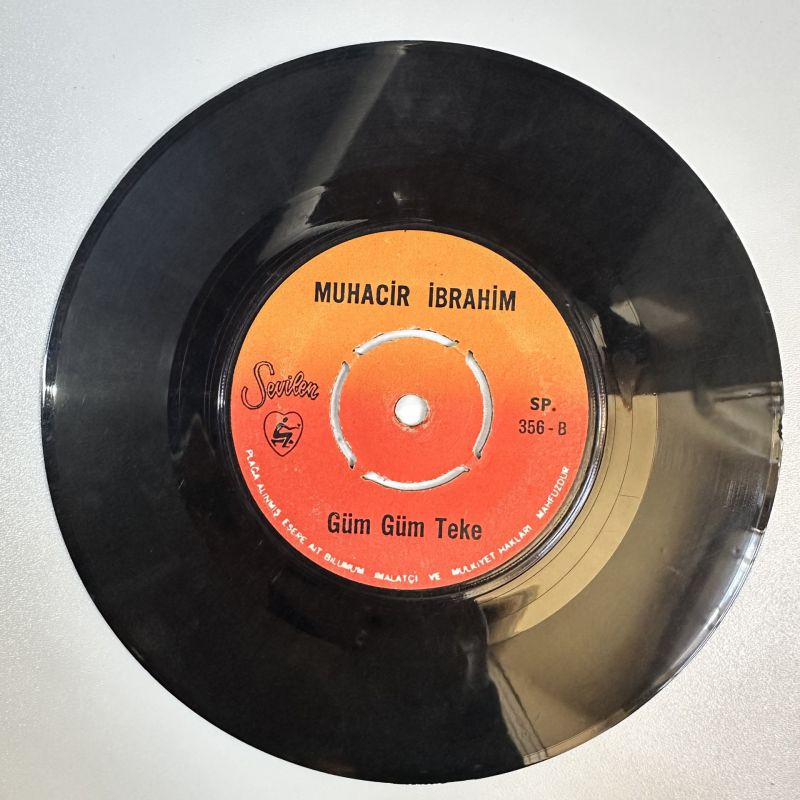 MUHACİR İBRAHİM
Sevilen
SP.
356-B
Güm Güm Teke
PLAĞA ALINMIŞ ESERE AİT BİLUMUM İMALATÇI VE MÜLKİYET HAKLARI MAHFUZDUR